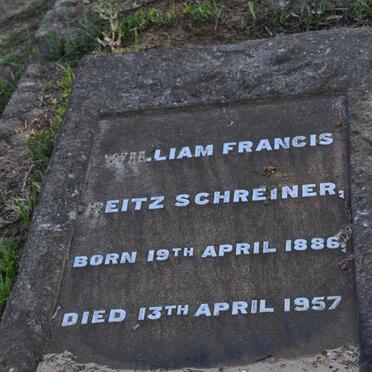 WILLIAM FRANCIS
REITZ SCHREINER,
BORN 19TH APRIL 1886,
DIED 13TH APRIL 1957